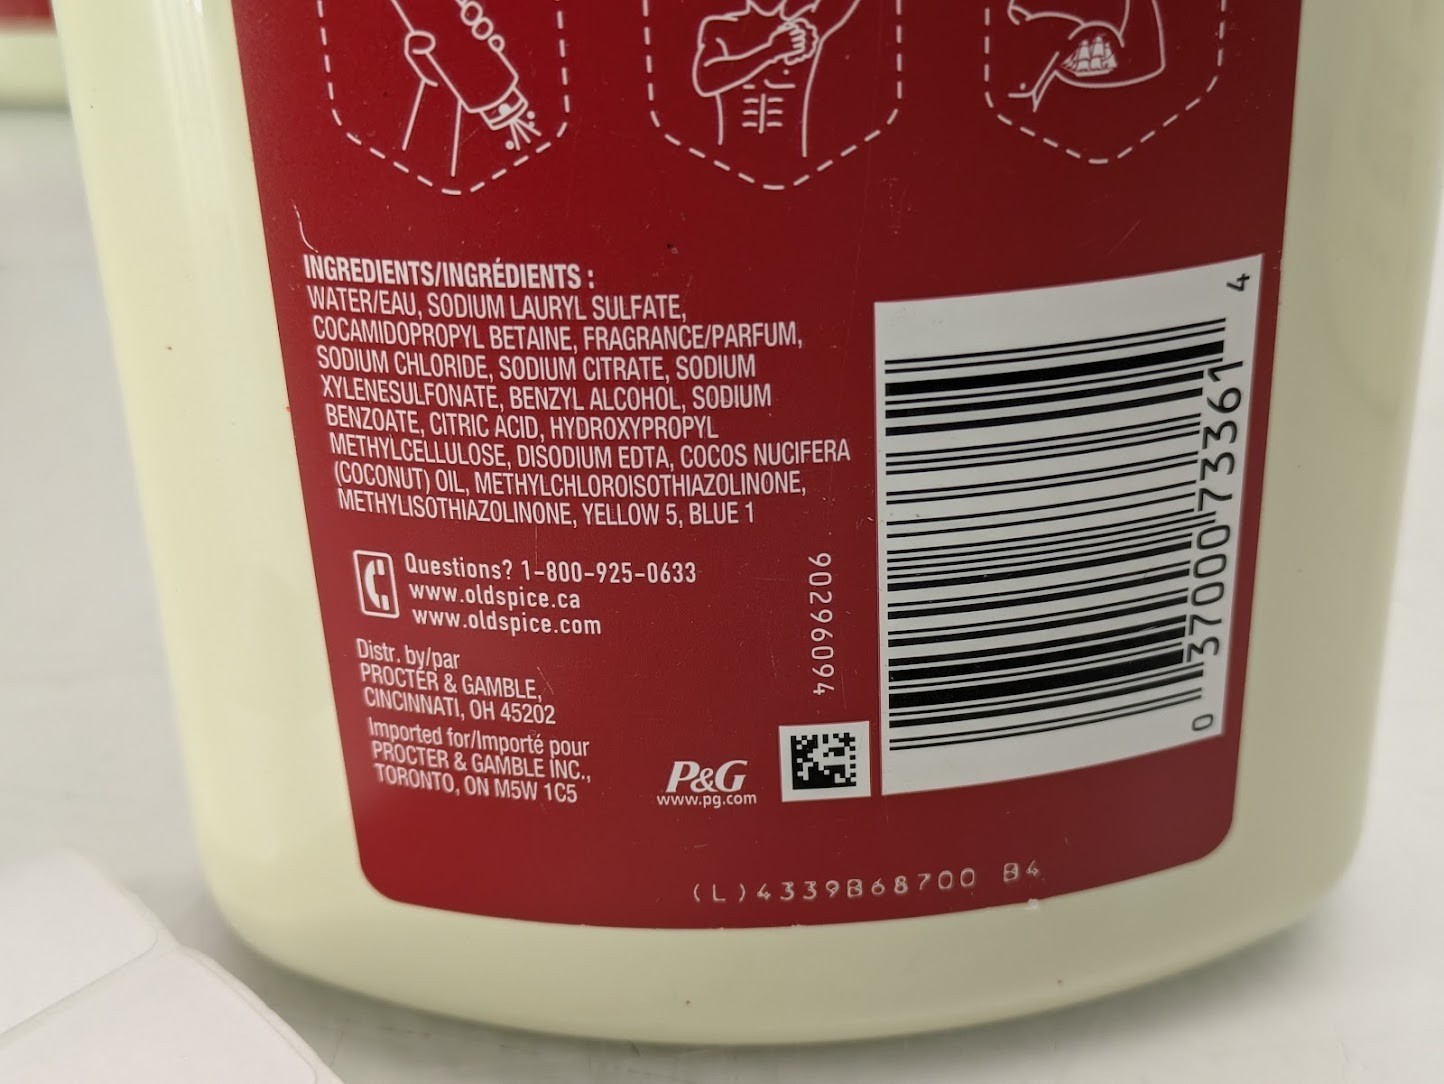 INGREDIENTS/INGRÉDIENTS :
WATER/EAU, SODIUM LAURYL SULFATE,
COCAMIDOPROPYL BETAINE, FRAGRANCE/PARFUM,
SODIUM CHLORIDE, SODIUM CITRATE, SODIUM
XYLENESULFONATE, BENZYL ALCOHOL, SODIUM
BENZOATE, CITRIC ACID, HYDROXYPROPYL
METHYLCELLULOSE, DISODIUM EDTA, COCOS NUCIFERA
(COCONUT) OIL, METHYLCHLOROISOTHIAZOLINONE,
METHYLISOTHIAZOLINONE, YELLOW 5, BLUE 1
Questions? 1-800-925-0633
www.oldspice.ca
www.oldspice.com
Distr. by/par
PROCTER & GAMBLE,
CINCINNATI, OH 45202
Imported for/Importé pour
PROCTER & GAMBLE INC.,
TORONTO, ON M5W 1C5
P&G
www.pg.com
90296094
0 37000 73361 4
(L)4339B68700 B4